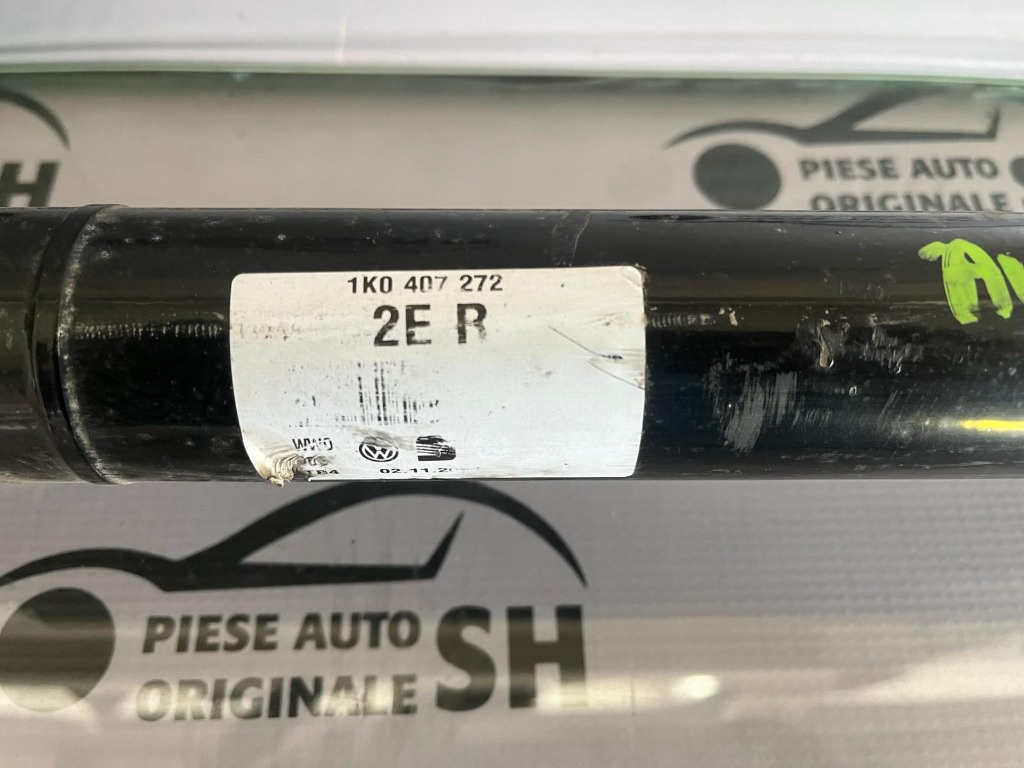 H
PIESE AUTO
ORIGINALE
1K0 407 272
2E R
PIESE AUTO
ORIGINALE
SH